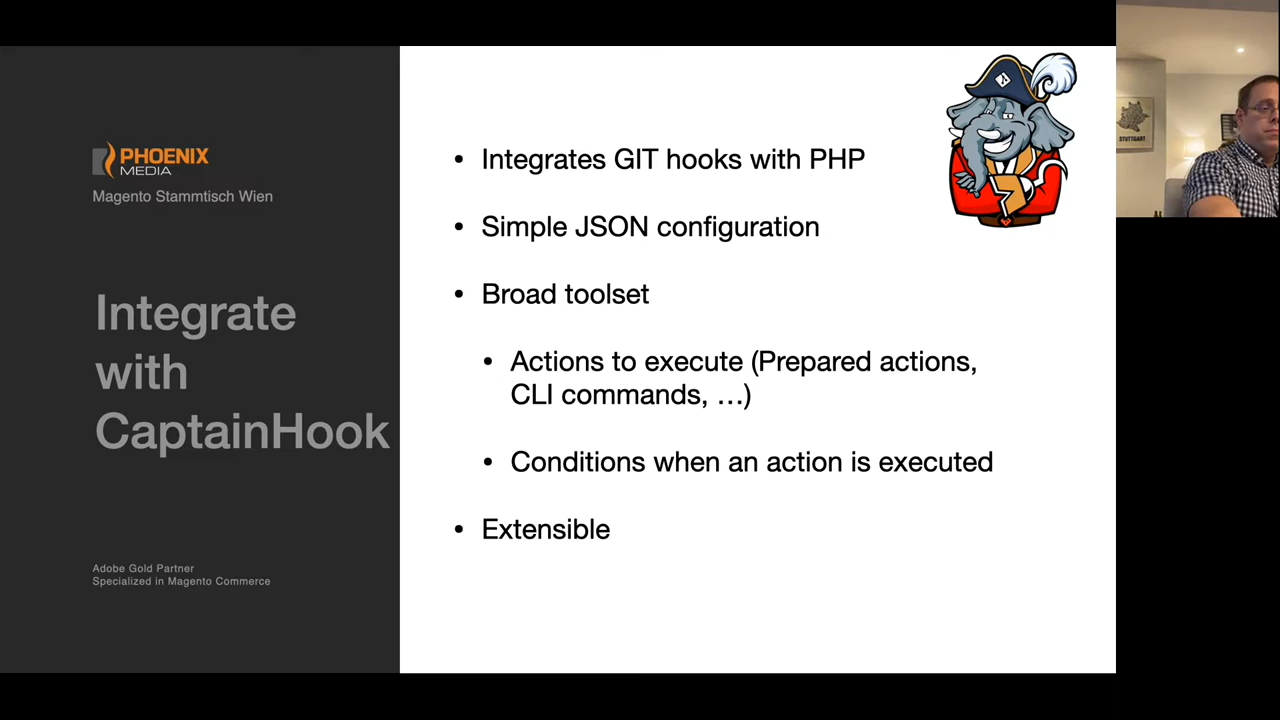 PHOENIX
MEDIA
Magento Stammtisch Wien
Integrate
with
CaptainHook
Adobe Gold Partner
Specialized in Magento Commerce
• Integrates GIT hooks with PHP
• Simple JSON configuration
• Broad toolset
• Actions to execute (Prepared actions,
CLI commands, …)
• Conditions when an action is executed
• Extensible
STUTTGART